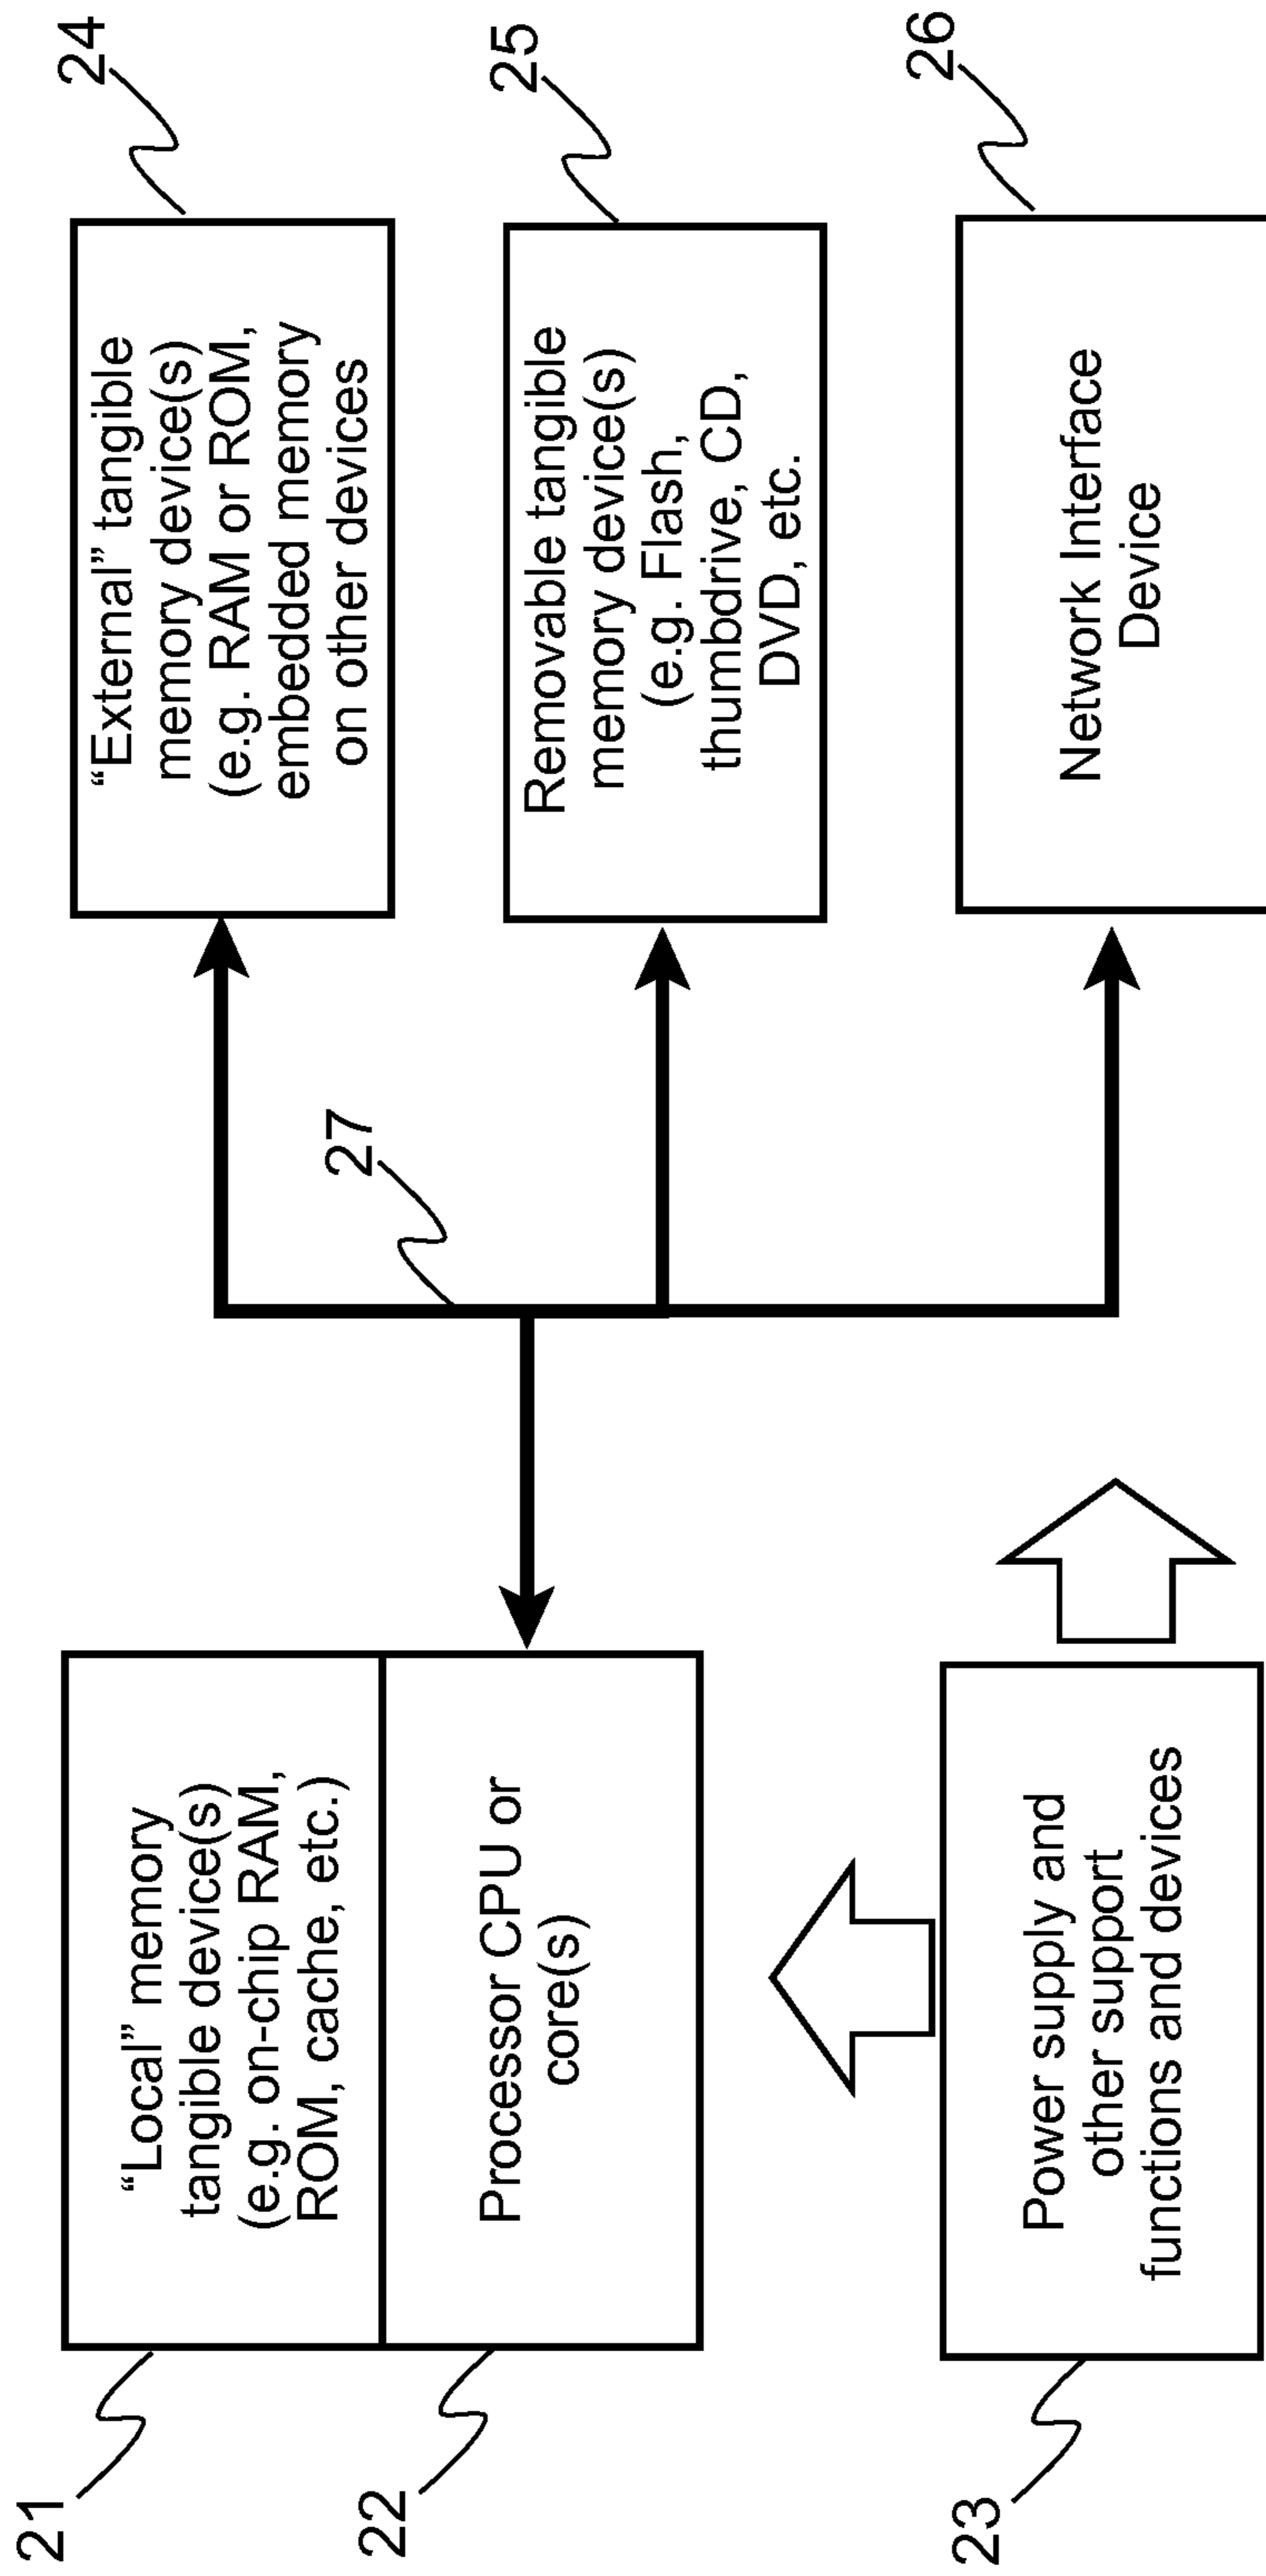 21
“Local” memory
tangible device(s)
(e.g. on-chip RAM,
ROM, cache, etc.)
22
Processor CPU or
core(s)
23
Power supply and
other support
functions and devices
27
24
“External” tangible
memory device(s)
(e.g. RAM or ROM,
embedded memory
on other devices
25
Removable tangible
memory device(s)
(e.g. Flash,
thumbdrive, CD,
DVD, etc.
26
Network Interface
Device